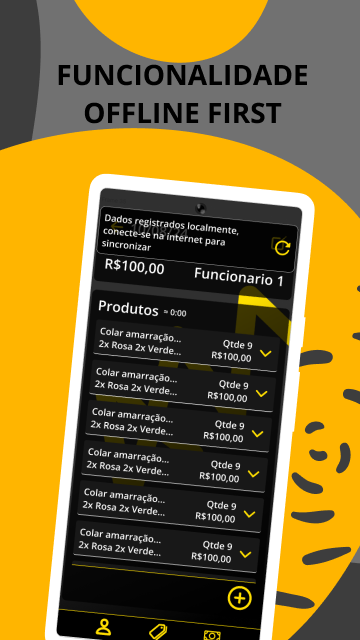 FUNCIONALIDADE
OFFLINE FIRST
Dados registrados localmente,
conecte-se na internet para
sincronizar
R$100,00 Funcionario 1
Produtos ≈ 0:00
Colar amarração... Qtde 9
2x Rosa 2x Verde... R$100,00
Colar amarração... Qtde 9
2x Rosa 2x Verde... R$100,00
Colar amarração... Qtde 9
2x Rosa 2x Verde... R$100,00
Colar amarração... Qtde 9
2x Rosa 2x Verde... R$100,00
Colar amarração... Qtde 9
2x Rosa 2x Verde... R$100,00
Colar amarração... Qtde 9
2x Rosa 2x Verde... R$100,00